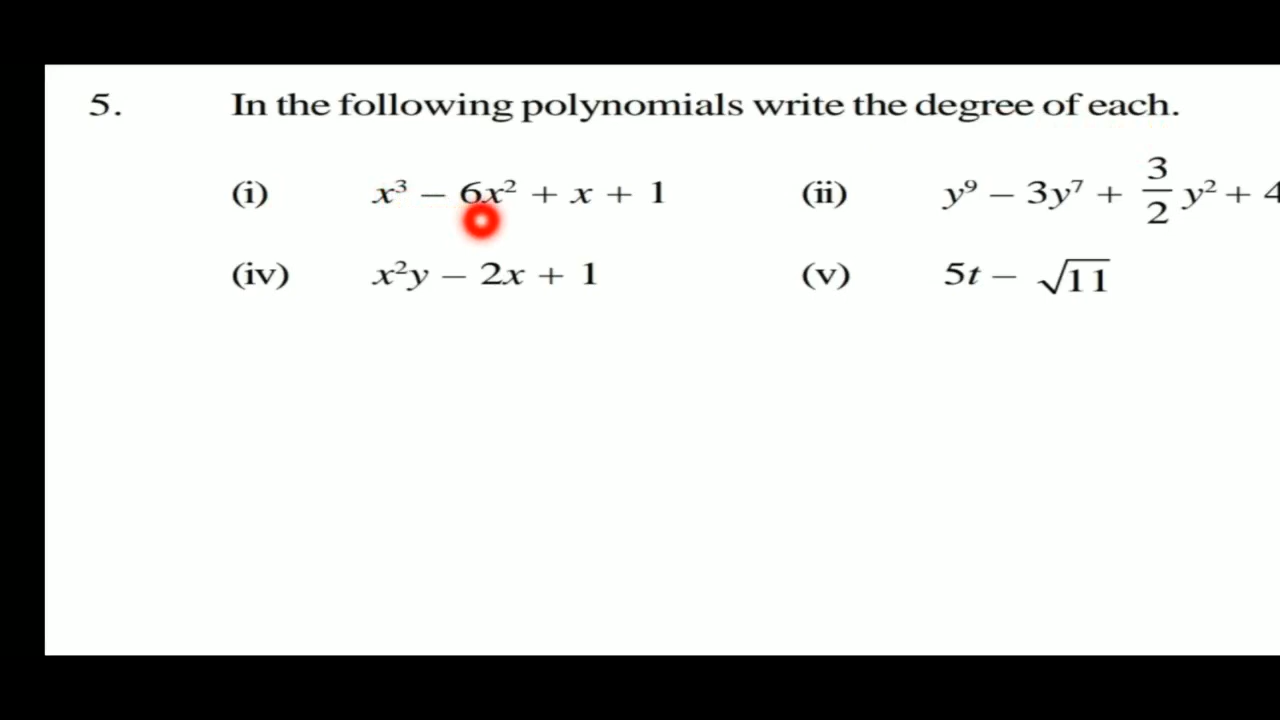 5. In the following polynomials write the degree of each.
(i) x³ – 6x² + x + 1 (ii) y⁹ – 3y⁷ + 3/2 y² + 4
(iv) x²y – 2x + 1 (v) 5t – √11